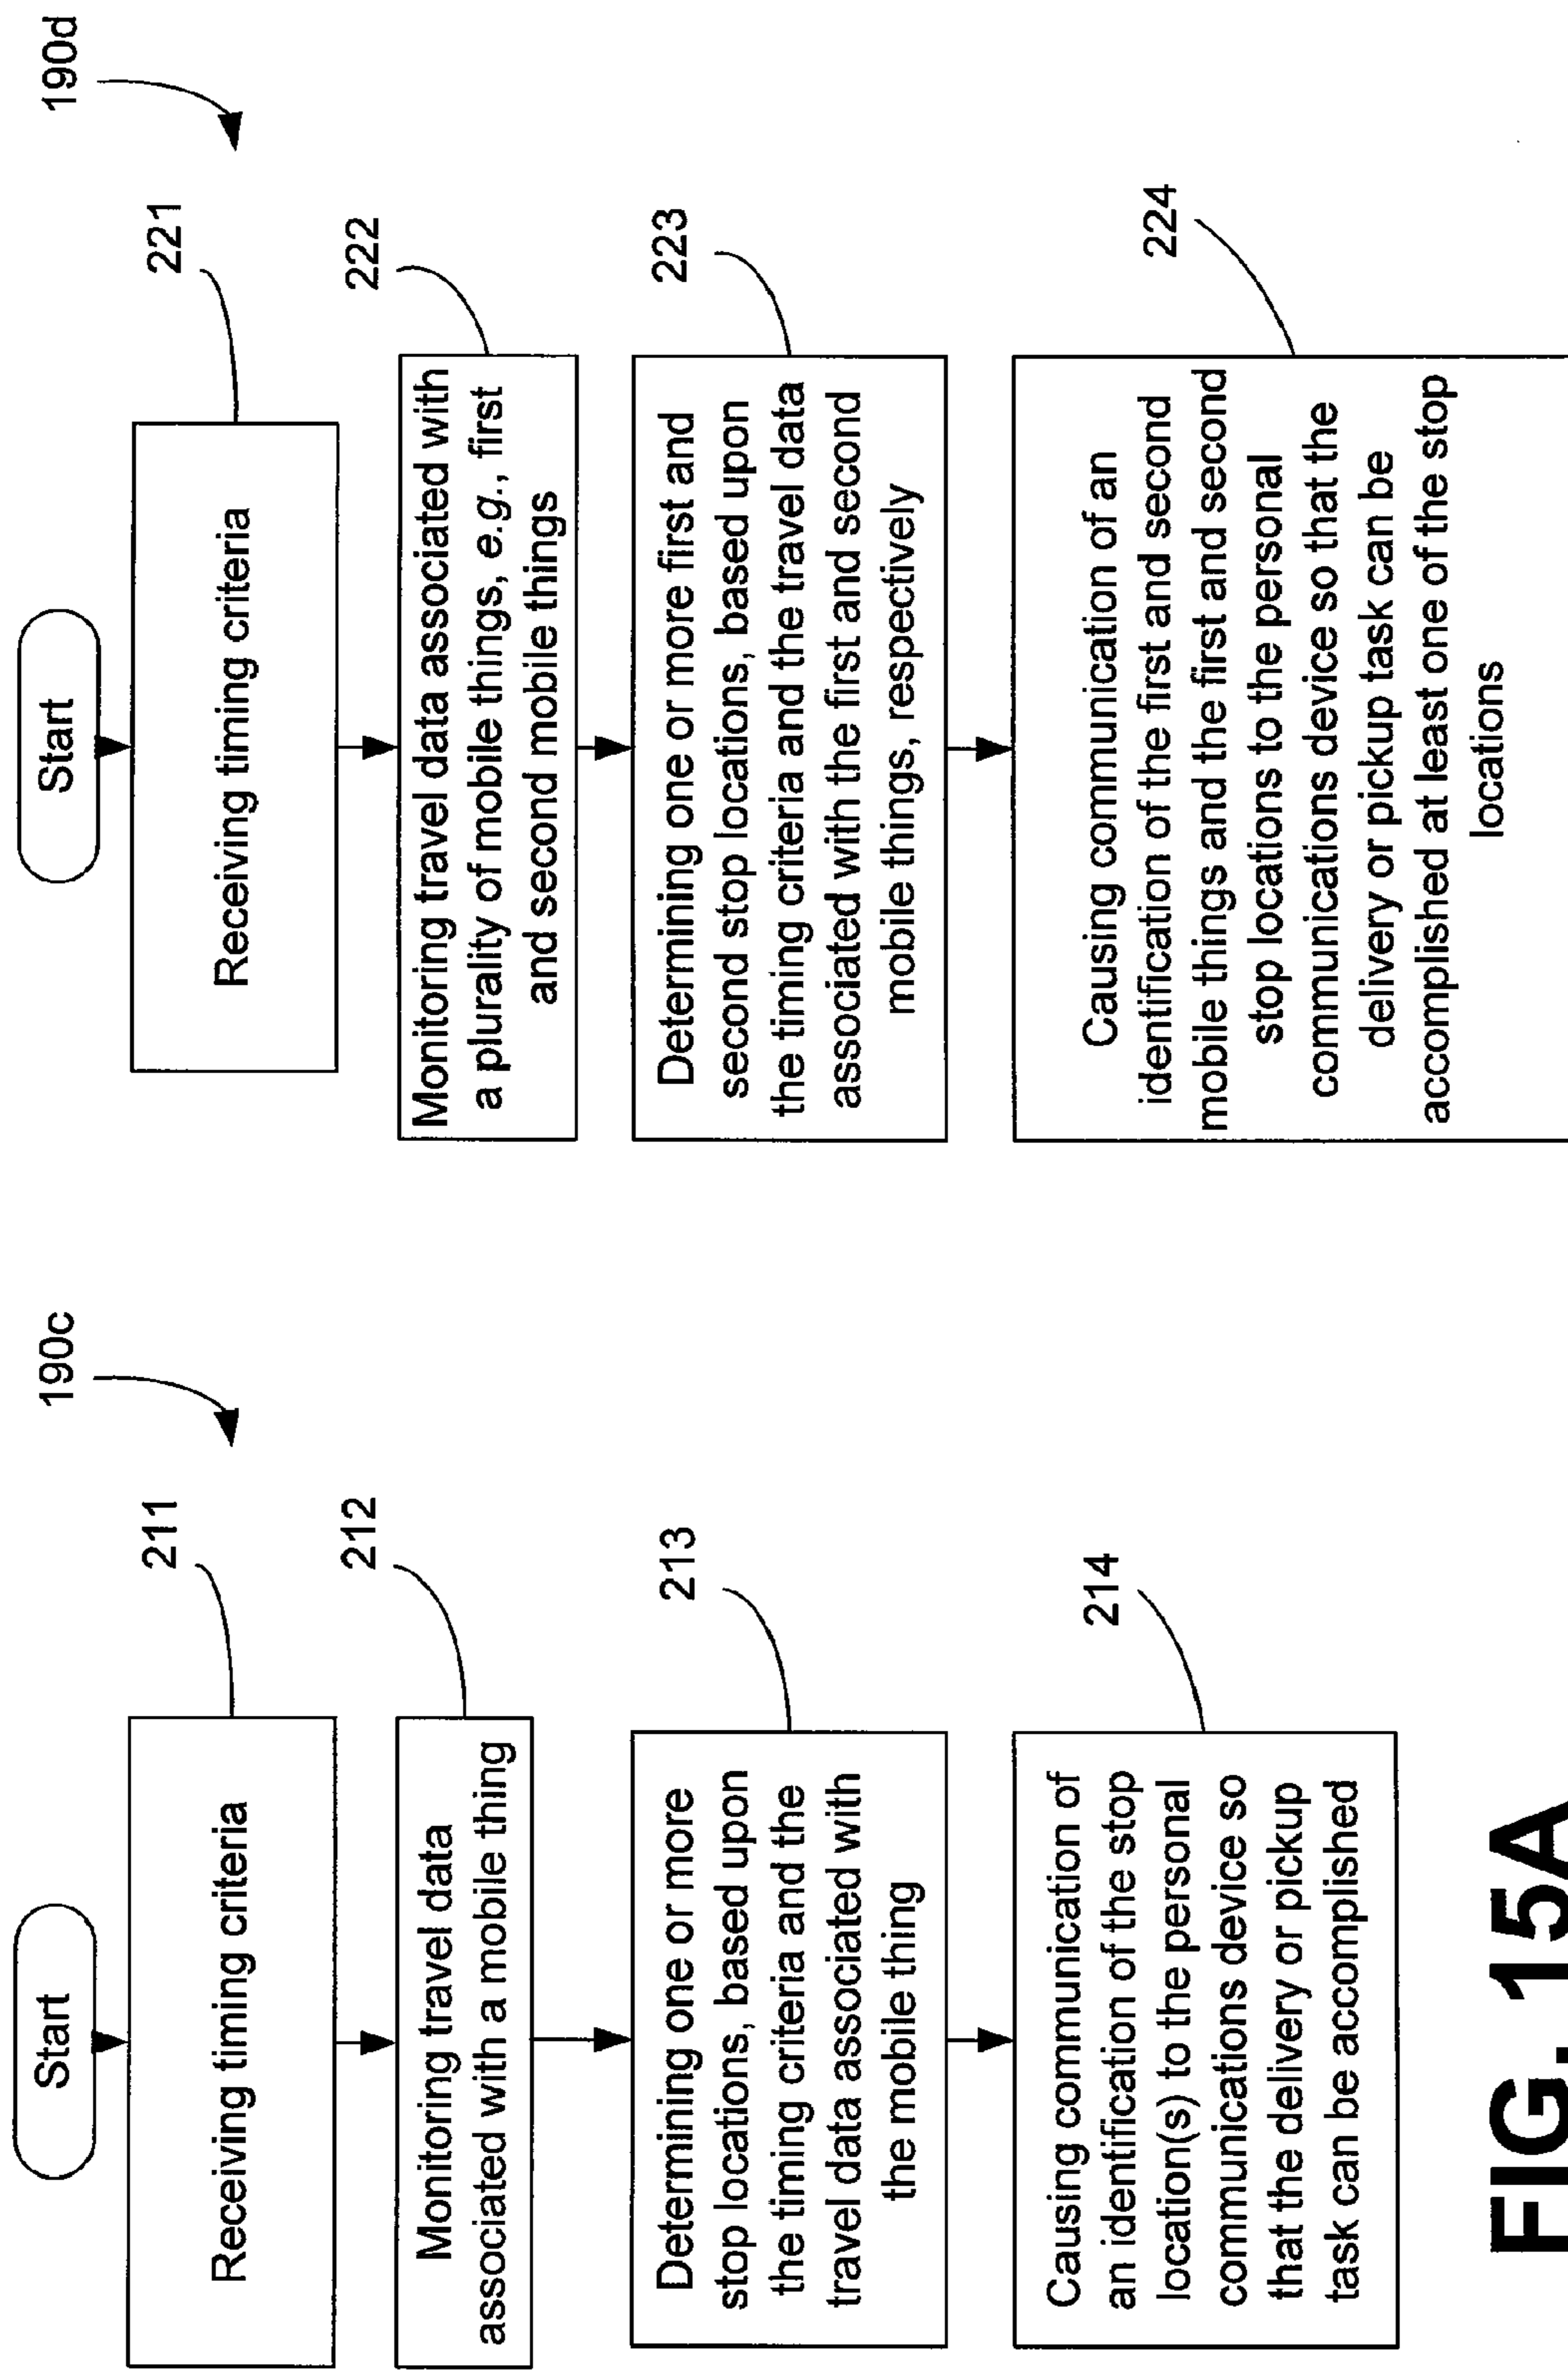 190c
Start
211
Receiving timing criteria
212
Monitoring travel data
associated with a mobile thing
213
Determining one or more
stop locations, based upon
the timing criteria and the
travel data associated with
the mobile thing
214
Causing communication of
an identification of the stop
location(s) to the personal
communications device so
that the delivery or pickup
task can be accomplished
FIG. 15A
190d
Start
221
Receiving timing criteria
222
Monitoring travel data associated with
a plurality of mobile things, e.g., first
and second mobile things
223
Determining one or more first and
second stop locations, based upon
the timing criteria and the travel data
associated with the first and second
mobile things, respectively
224
Causing communication of an
identification of the first and second
mobile things and the first and second
stop locations to the personal
communications device so that the
delivery or pickup task can be
accomplished at least one of the stop
locations